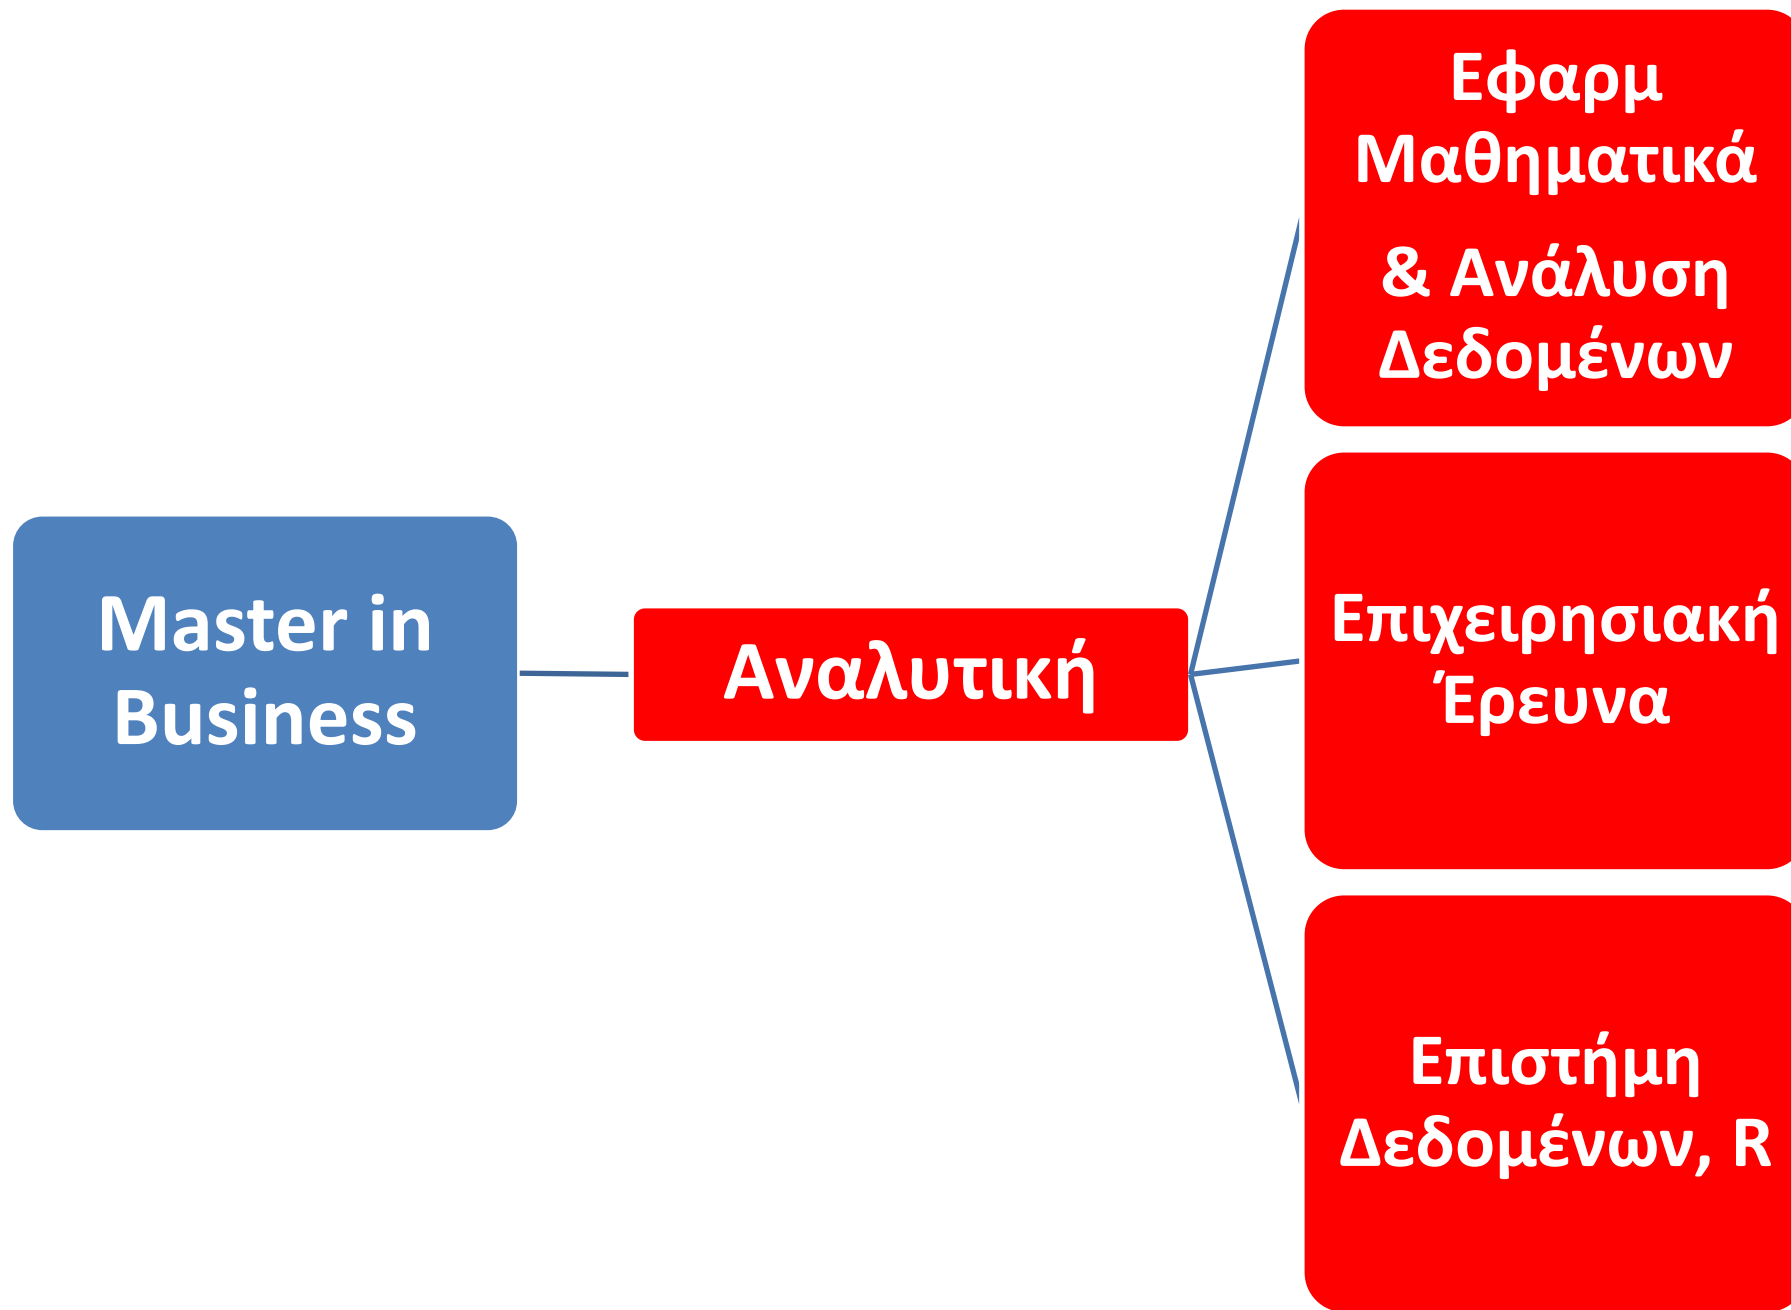 Master in
Business
Αναλυτική
Εφαρμ
Μαθηματικά
& Ανάλυση
Δεδομένων
Επιχειρησιακή
Έρευνα
Επιστήμη
Δεδομένων, R